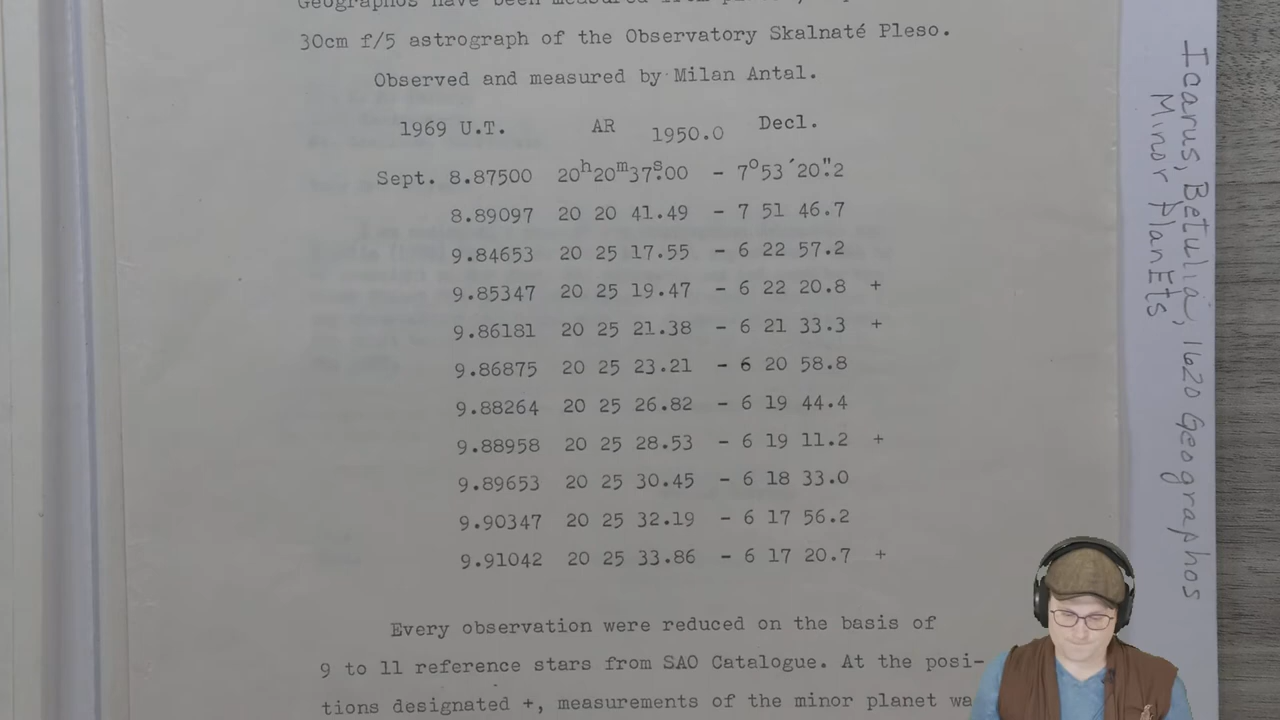 Geographos have been measured from
30cm f/5 astrograph of the Observatory Skalnaté Pleso.
Observed and measured by Milan Antal.
1969 U.T. AR 1950.0 Decl.
Sept. 8.87500 20h20m37s.00 - 7°53´20".2
8.89097 20 20 41.49 - 7 51 46.7
9.84653 20 25 17.55 - 6 22 57.2
9.85347 20 25 19.47 - 6 22 20.8 +
9.86181 20 25 21.38 - 6 21 33.3 +
9.86875 20 25 23.21 - 6 20 58.8
9.88264 20 25 26.82 - 6 19 44.4
9.88958 20 25 28.53 - 6 19 11.2 +
9.89653 20 25 30.45 - 6 18 33.0
9.90347 20 25 32.19 - 6 17 56.2
9.91042 20 25 33.86 - 6 17 20.7 +
Every observation were reduced on the basis of
9 to 11 reference stars from SAO Catalogue. At the posi-
tions designated +, measurements of the minor planet wa
Icarus, Betulia, 1620 Geographos
Minor PlanEts